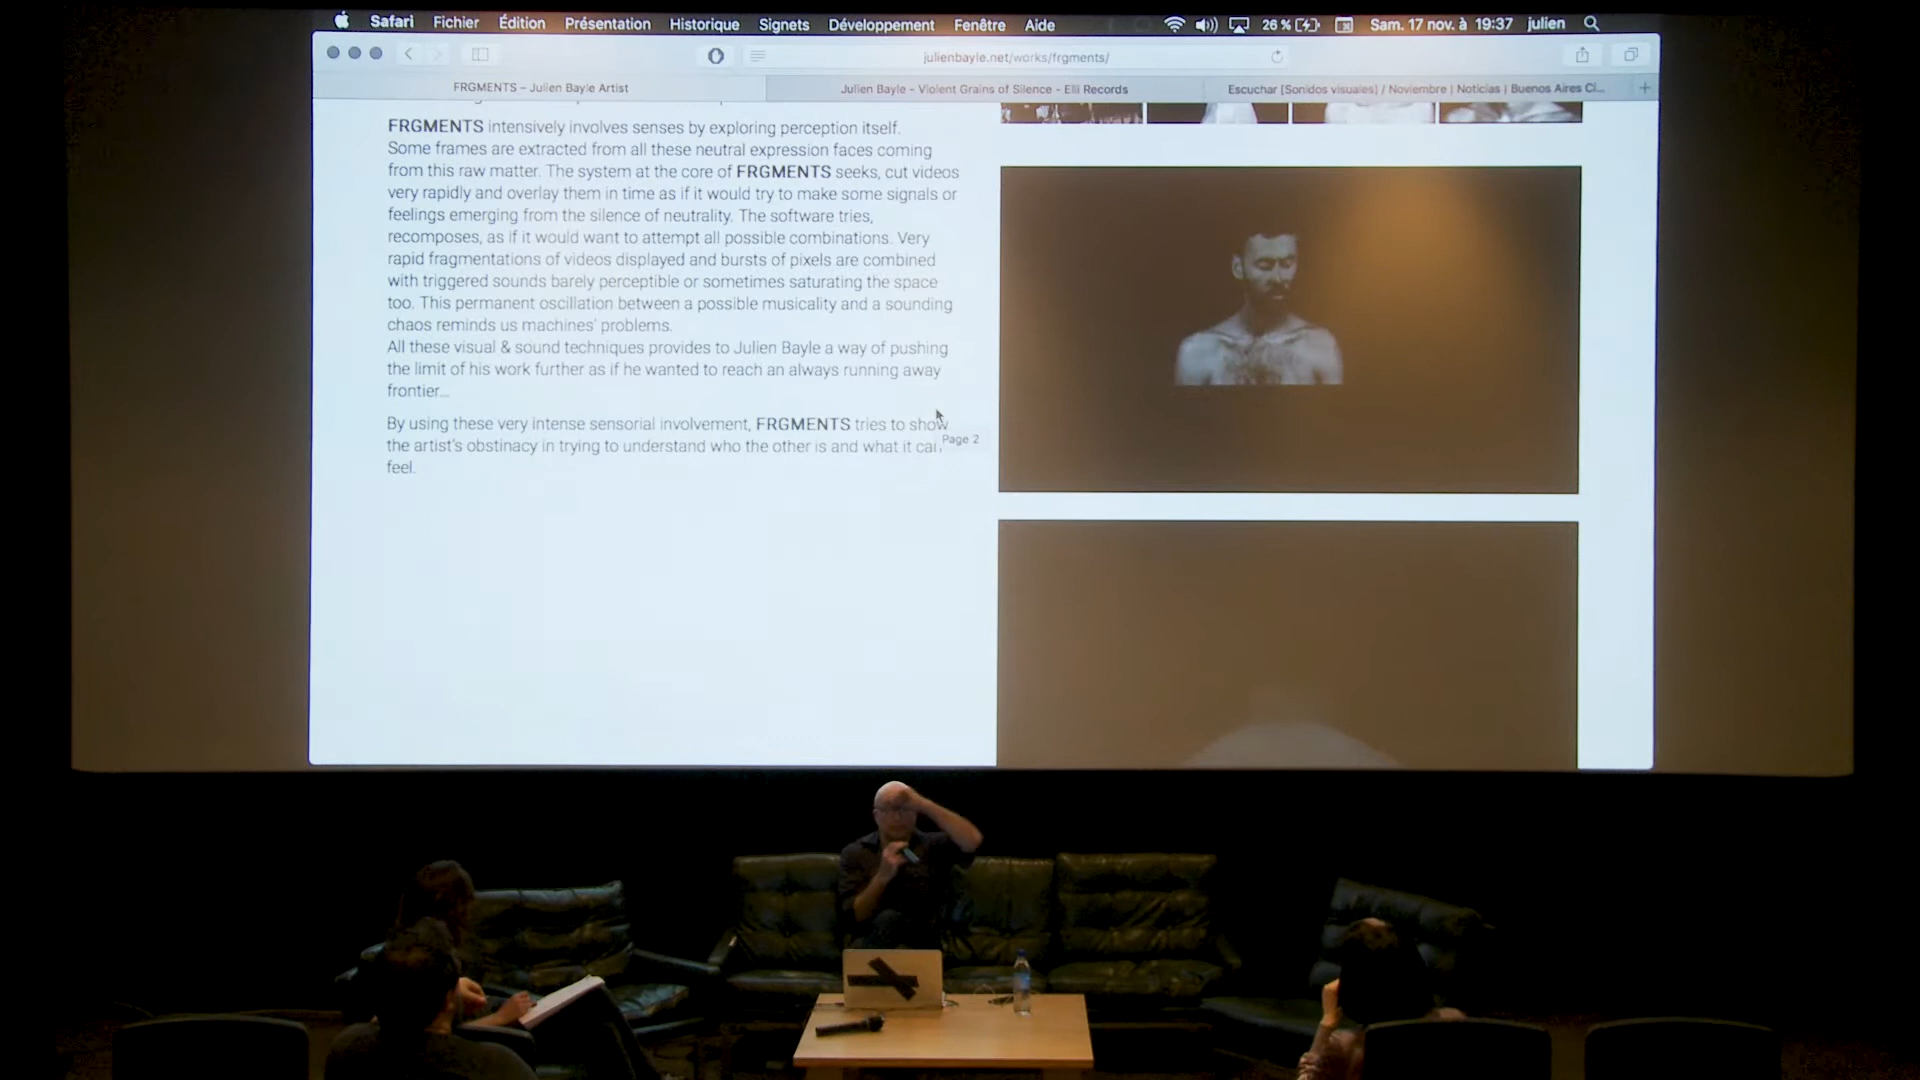 Safari Fichier Édition Présentation Historique Signets Développement Fenêtre Aide 26 % Sam. 17 nov. à 19:37 julien
julienbayle.net/works/frgments/
FRGMENTS – Julien Bayle Artist
Julien Bayle - Violent Grains of Silence - Elli Records
Escuchar [Sonidos visuales] / Noviembre | Noticias | Buenos Aires Ci...
FRGMENTS intensively involves senses by exploring perception itself.
Some frames are extracted from all these neutral expression faces coming
from this raw matter. The system at the core of FRGMENTS seeks, cut videos
very rapidly and overlay them in time as if it would try to make some signals or
feelings emerging from the silence of neutrality. The software tries,
recomposes, as if it would want to attempt all possible combinations. Very
rapid fragmentations of videos displayed and bursts of pixels are combined
with triggered sounds barely perceptible or sometimes saturating the space
too. This permanent oscillation between a possible musicality and a sounding
chaos reminds us machines' problems.
All these visual & sound techniques provides to Julien Bayle a way of pushing
the limit of his work further as if he wanted to reach an always running away
frontier...
By using these very intense sensorial involvement, FRGMENTS tries to show
the artist's obstinacy in trying to understand who the other is and what it can
feel.
Page 2